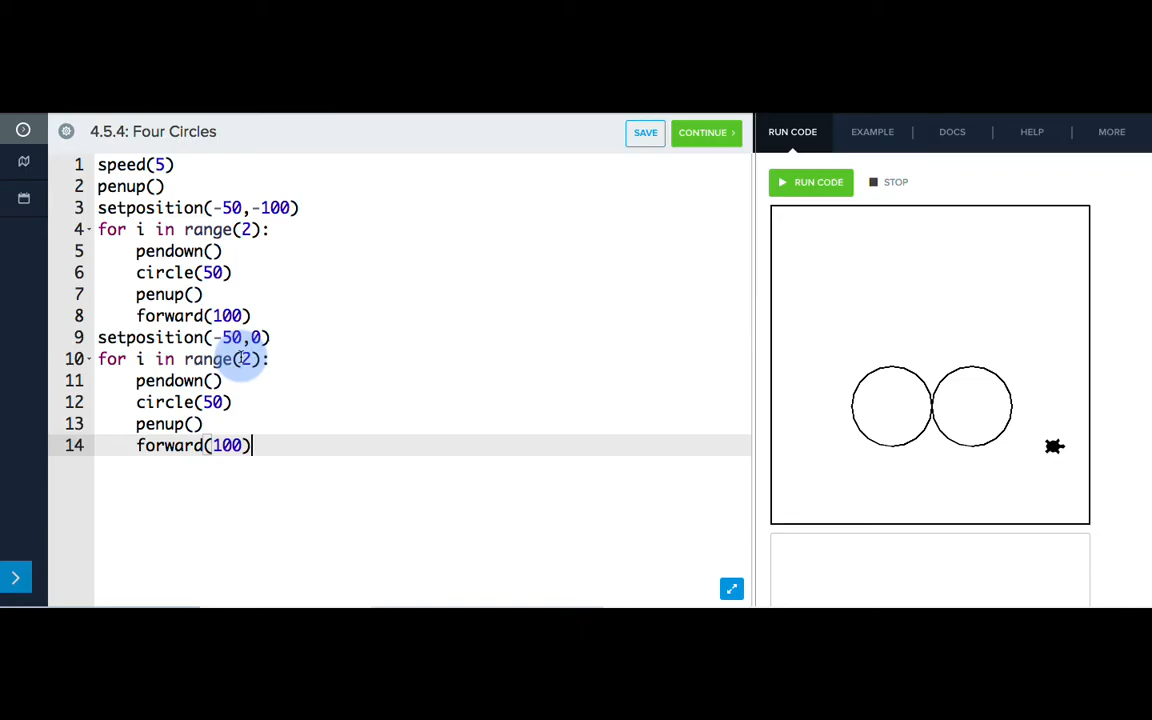 4.5.4: Four Circles
SAVE
CONTINUE
RUN CODE
EXAMPLE
DOCS
HELP
MORE
1 speed(5)
2 penup()
3 setposition(-50,-100)
4 for i in range(2):
5 pendown()
6 circle(50)
7 penup()
8 forward(100)
9 setposition(-50,0)
10 for i in range(2):
11 pendown()
12 circle(50)
13 penup()
14 forward(100)
RUN CODE
STOP